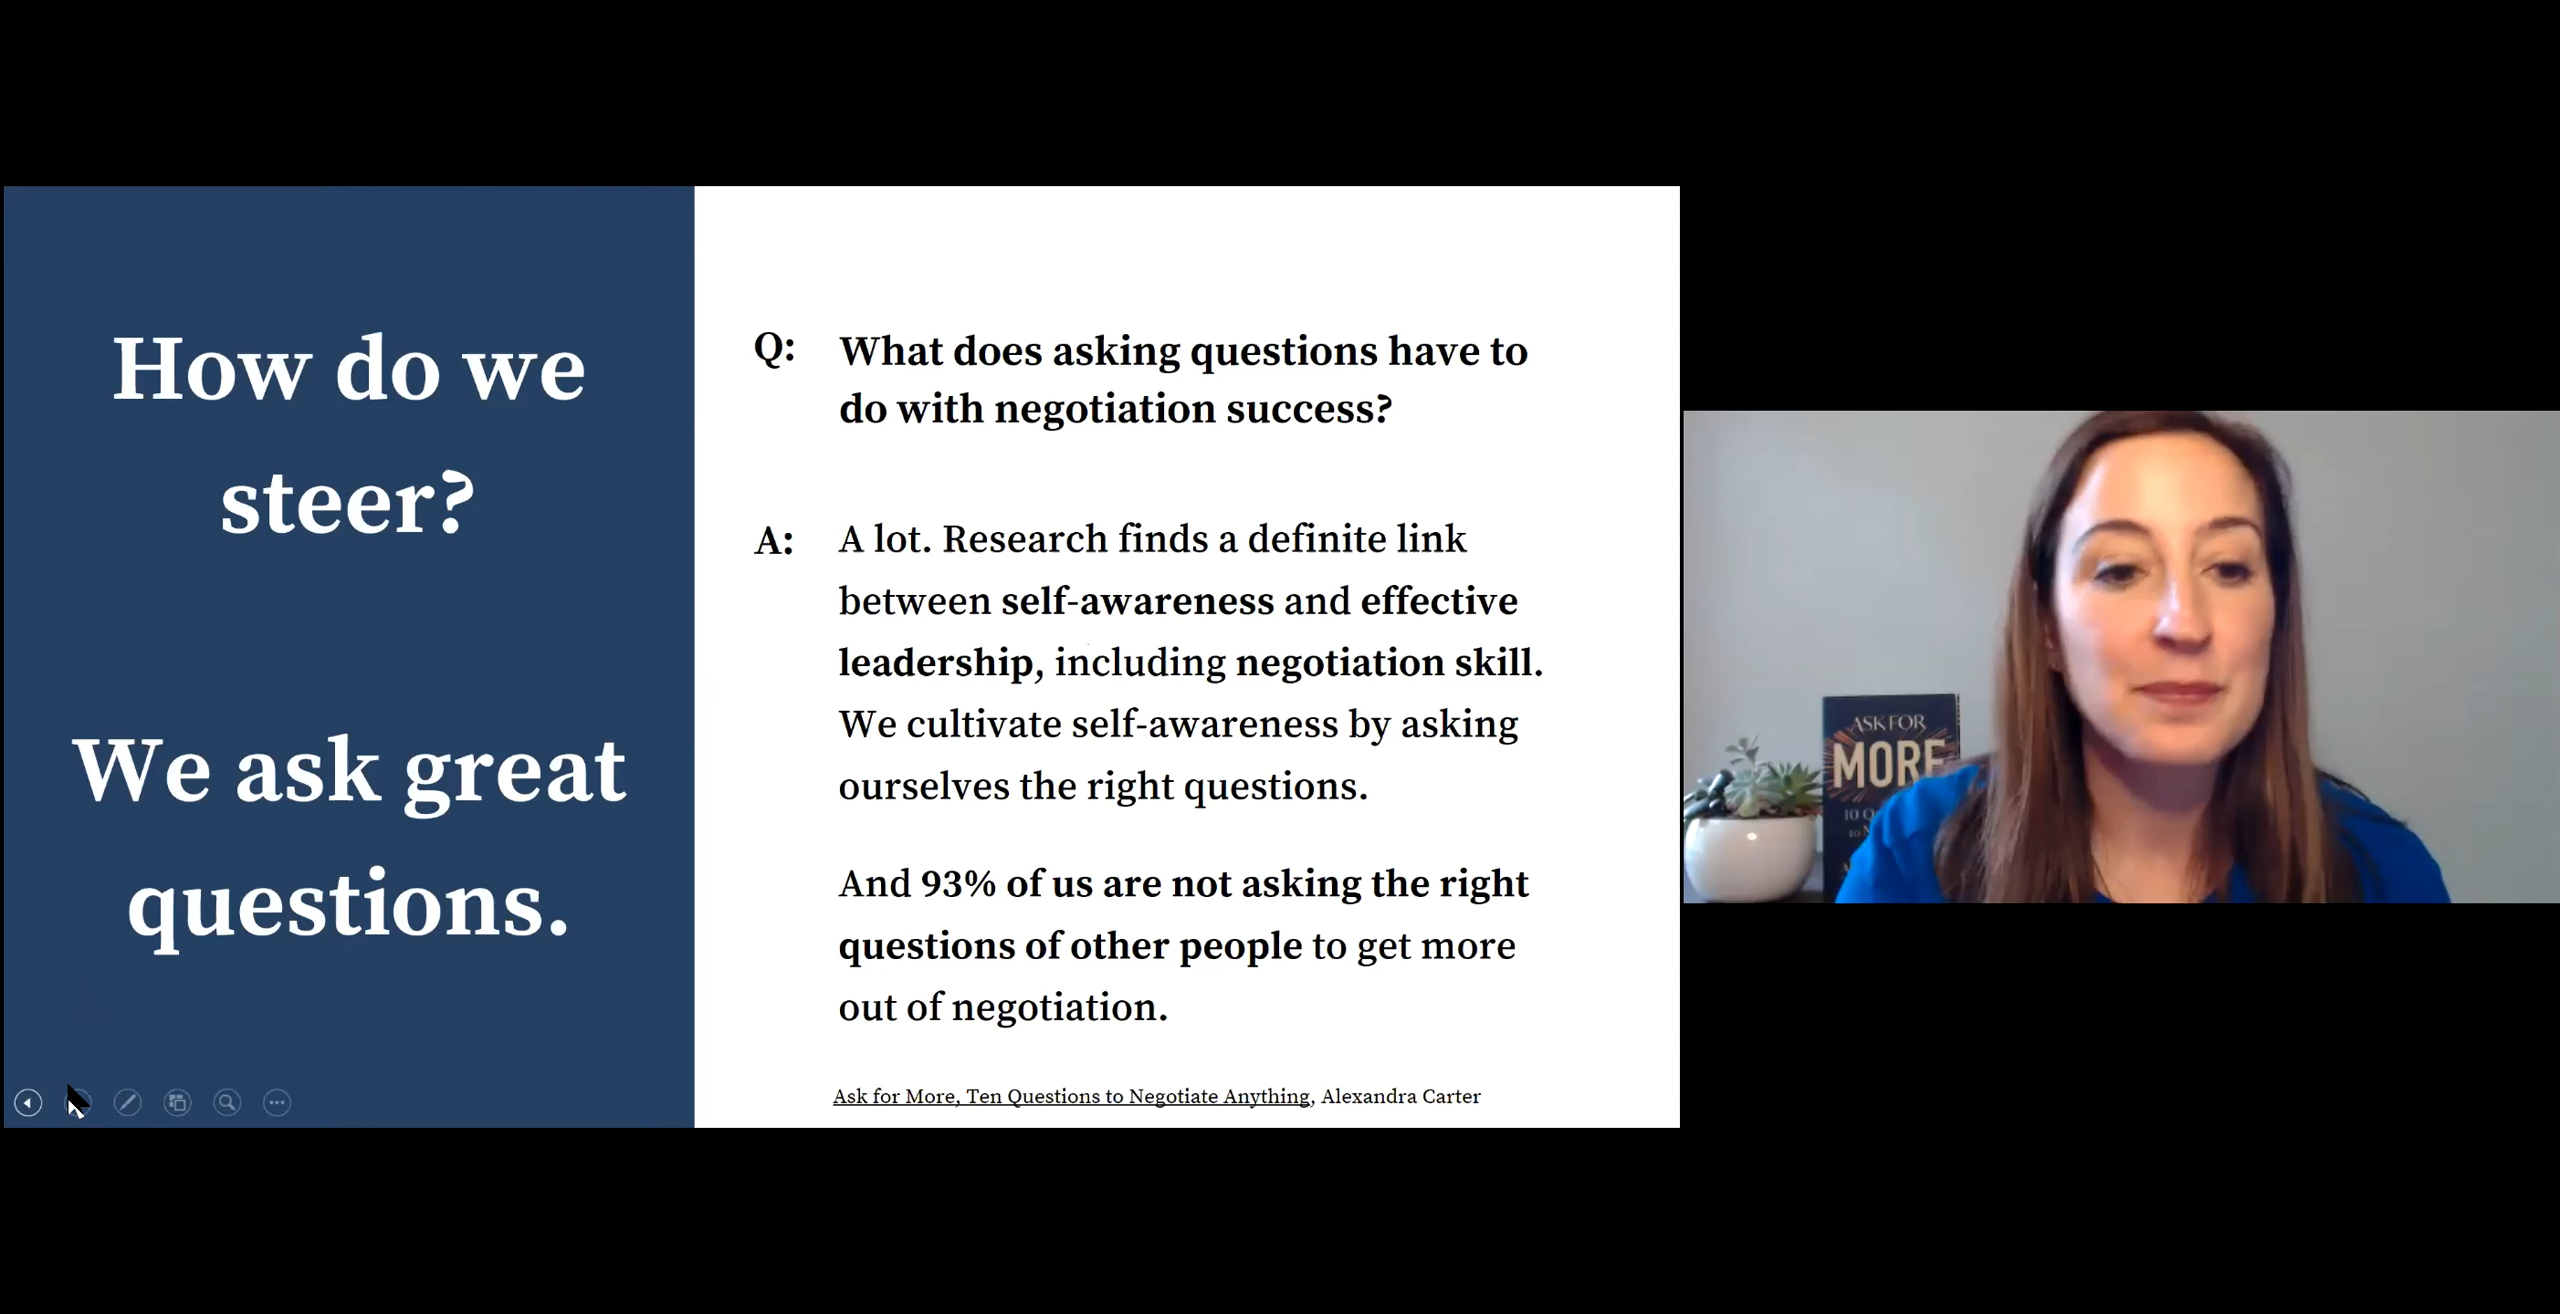 How do we
steer?
We ask great
questions.
Q: What does asking questions have to
do with negotiation success?
A: A lot. Research finds a definite link
between self-awareness and effective
leadership, including negotiation skill.
We cultivate self-awareness by asking
ourselves the right questions.
And 93% of us are not asking the right
questions of other people to get more
out of negotiation.
Ask for More, Ten Questions to Negotiate Anything, Alexandra Carter
ASK FOR
MORE
10 Q